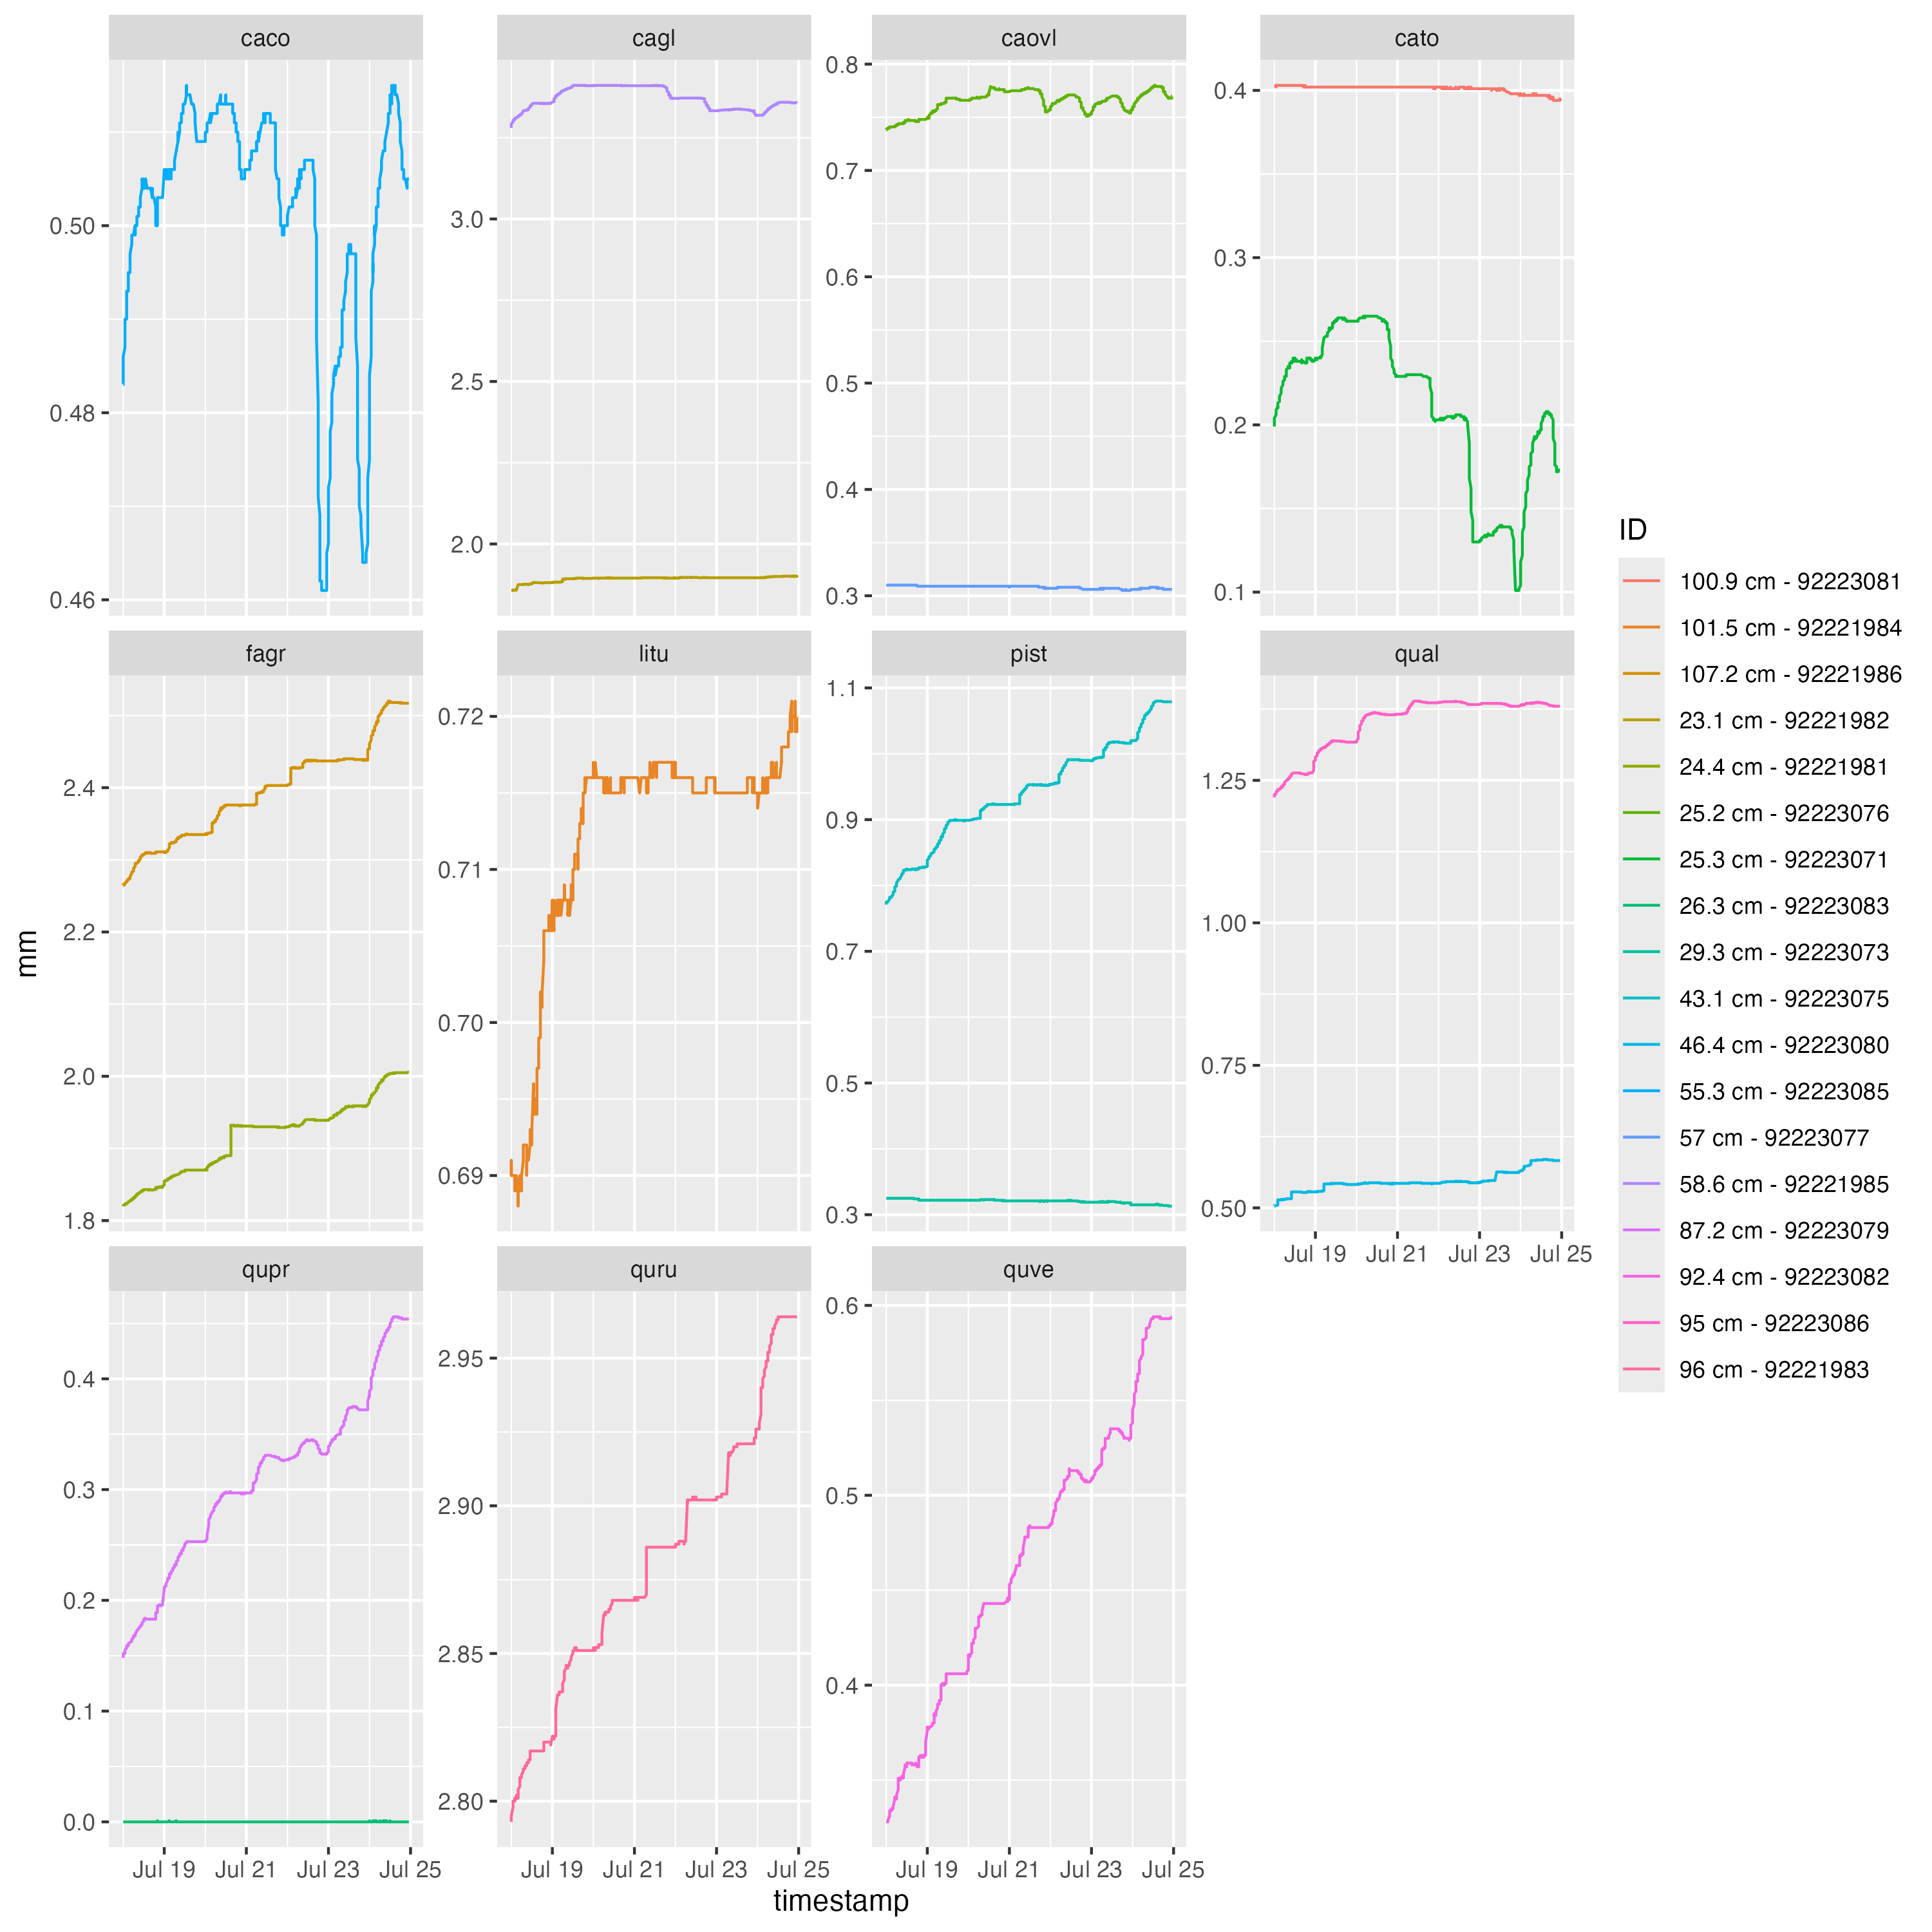 caco cagl caovl cato
0.50
0.48
0.46
3.0
2.5
2.0
0.8
0.7
0.6
0.5
0.4
0.3
0.4
0.3
0.2
0.1
fagr litu pist qual
2.4
2.2
2.0
1.8
0.72
0.71
0.70
0.69
1.1
0.9
0.7
0.5
0.3
1.25
1.00
0.75
0.50
Jul 19 Jul 21 Jul 23 Jul 25
qupr quru quve
0.4
0.3
0.2
0.1
0.0
2.95
2.90
2.85
2.80
0.6
0.5
0.4
Jul 19 Jul 21 Jul 23 Jul 25 Jul 19 Jul 21 Jul 23 Jul 25 Jul 19 Jul 21 Jul 23 Jul 25
timestamp
mm
ID
100.9 cm - 92223081
101.5 cm - 92221984
107.2 cm - 92221986
23.1 cm - 92221982
24.4 cm - 92221981
25.2 cm - 92223076
25.3 cm - 92223071
26.3 cm - 92223083
29.3 cm - 92223073
43.1 cm - 92223075
46.4 cm - 92223080
55.3 cm - 92223085
57 cm - 92223077
58.6 cm - 92221985
87.2 cm - 92223079
92.4 cm - 92223082
95 cm - 92223086
96 cm - 92221983